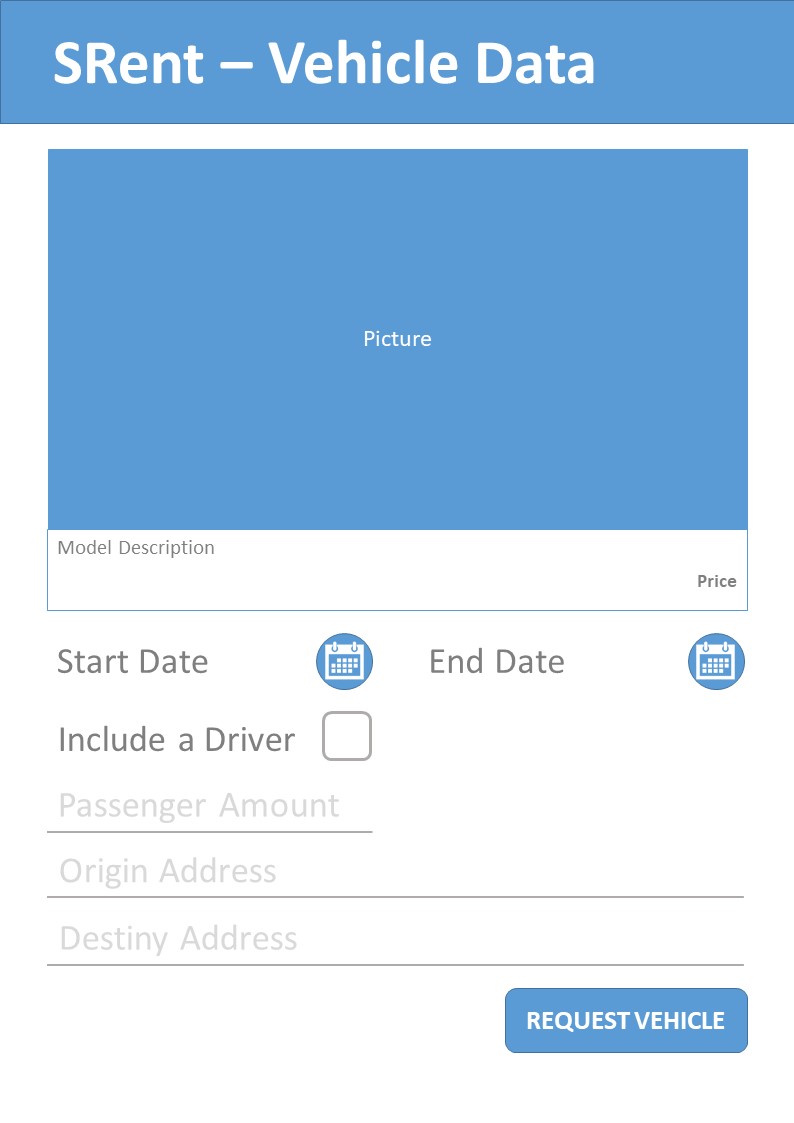 SRent – Vehicle Data
Picture
Model Description
Price
Start Date
End Date
Include a Driver
Passenger Amount
Origin Address
Destiny Address
REQUEST VEHICLE